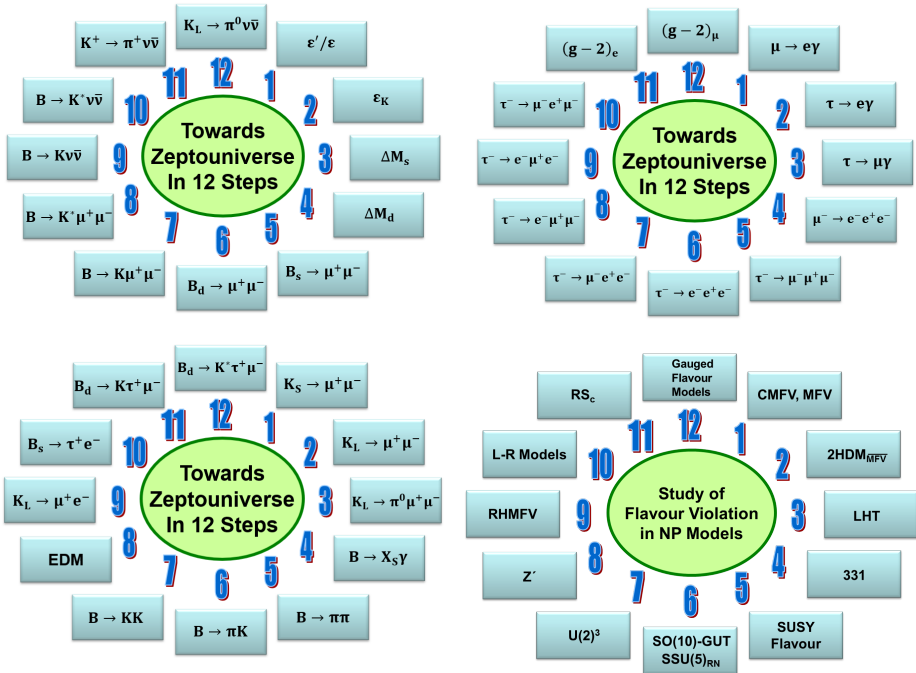 K_L → π⁰νν̄
K⁺ → π⁺νν̄
ε′/ε
12
11
1
B → K*νν̄
10
2
ε_K
Towards
Zeptouniverse
In 12 Steps
B → Kνν̄
9
3
ΔM_s
B → K*μ⁺μ⁻
8
4
ΔM_d
7
5
6
B → Kμ⁺μ⁻
B_d → μ⁺μ⁻
B_s → μ⁺μ⁻
(g − 2)_μ
(g − 2)_e
μ → eγ
12
11
1
τ⁻ → μ⁻e⁺μ⁻
10
2
τ → eγ
Towards
Zeptouniverse
In 12 Steps
τ⁻ → e⁻μ⁺e⁻
9
3
τ → μγ
τ⁻ → e⁻μ⁺μ⁻
8
4
μ⁻ → e⁻e⁺e⁻
7
5
6
τ⁻ → μ⁻e⁺e⁻
τ⁻ → e⁻e⁺e⁻
τ⁻ → μ⁻μ⁺μ⁻
B_d → K*τ⁺μ⁻
B_d → Kτ⁺μ⁻
K_S → μ⁺μ⁻
12
11
1
B_s → τ⁺e⁻
10
2
K_L → μ⁺μ⁻
Towards
Zeptouniverse
In 12 Steps
K_L → μ⁺e⁻
9
3
K_L → π⁰μ⁺μ⁻
EDM
8
4
B → X_Sγ
7
5
6
B → KK
B → πK
B → ππ
Gauged
Flavour
Models
RS_c
CMFV, MFV
12
11
1
L-R Models
10
2
2HDM_M̅F̅V̅
Study of
Flavour Violation
in NP Models
RHMFV
9
3
LHT
Z´
8
4
331
7
5
6
U(2)³
SO(10)-GUT
SSU(5)_RN
SUSY
Flavour